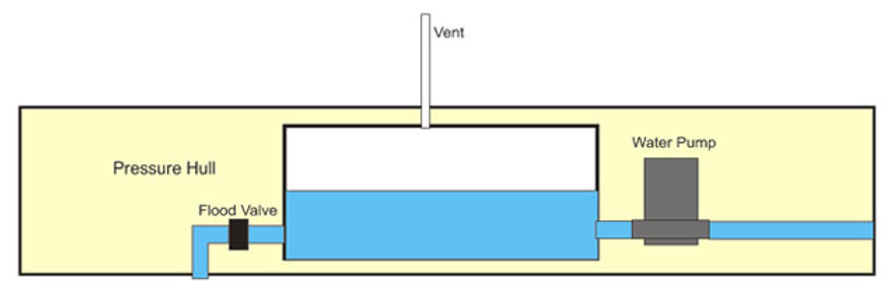 Vent
Water Pump
Pressure Hull
Flood Valve